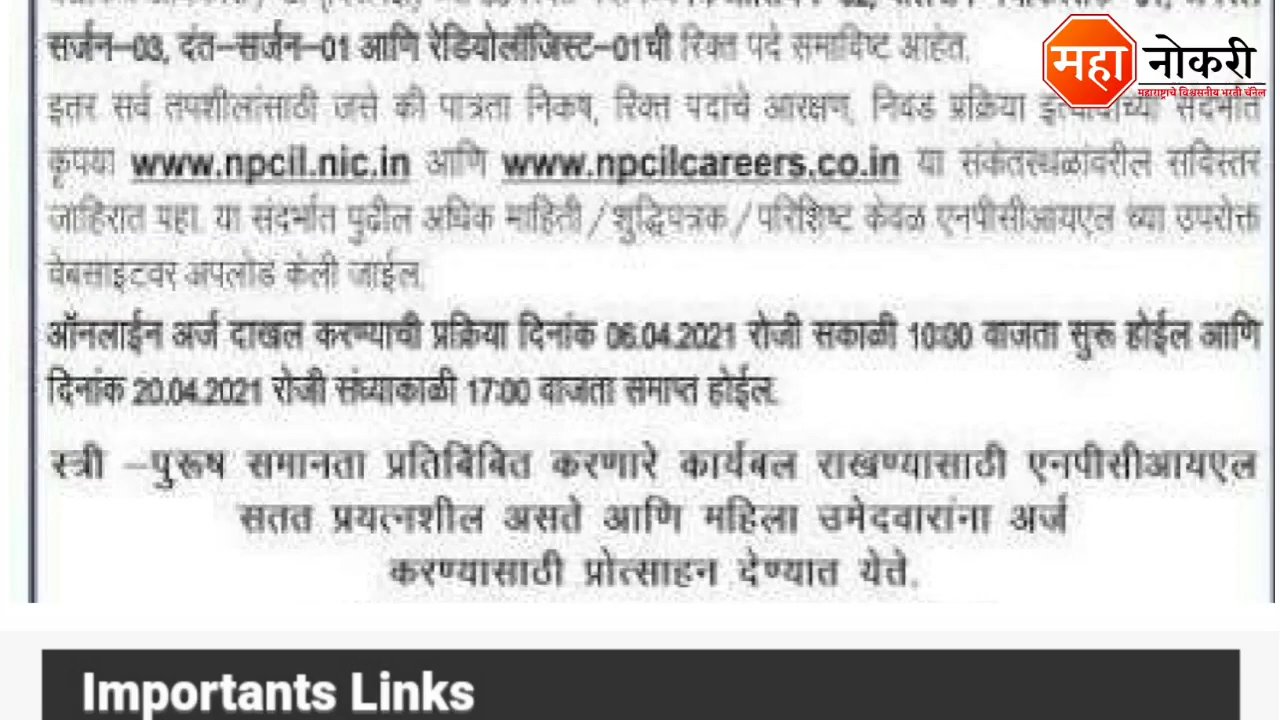 सर्जन–03, दंत–सर्जन–01 आणि रेडियोलॉजिस्ट–01ची रिक्त पदे समाविष्ट आहेत.
महा नोकरी
महाराष्ट्राचे विश्वसनीय भरती चॅनेल
इतर सर्व तपशीलांसाठी जसे की पात्रता निकष, रिक्त पदांचे आरक्षण, निवड प्रक्रिया इत्यादींच्या संदर्भात
कृपया www.npcil.nic.in आणि www.npcilcareers.co.in या संकेतस्थळांवरील सविस्तर
जाहिरात पहा. या संदर्भात पुढील अधिक माहिती/शुद्धिपत्रक/परिशिष्ट केवळ एनपीसीआयएल च्या उपरोक्त
वेबसाइटवर अपलोड केली जाईल.
ऑनलाईन अर्ज दाखल करण्याची प्रक्रिया दिनांक 06.04.2021 रोजी सकाळी 10:00 वाजता सुरू होईल आणि
दिनांक 20.04.2021 रोजी संध्याकाळी 17:00 वाजता समाप्त होईल.
स्त्री –पुरूष समानता प्रतिबिंबित करणारे कार्यबल राखण्यासाठी एनपीसीआयएल
सतत प्रयत्नशील असते आणि महिला उमेदवारांना अर्ज
करण्यासाठी प्रोत्साहन देण्यात येते.
Importants Links